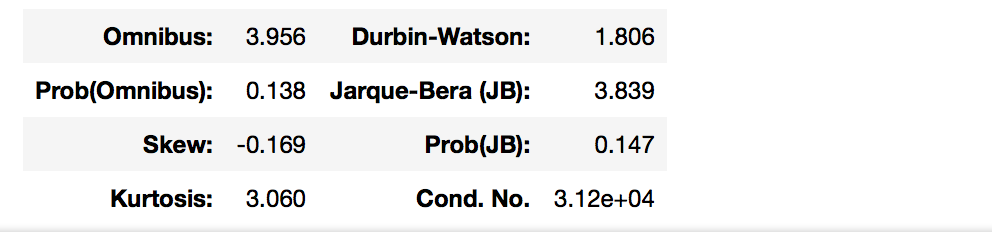 Omnibus: 3.956 Durbin-Watson: 1.806
Prob(Omnibus): 0.138 Jarque-Bera (JB): 3.839
Skew: -0.169 Prob(JB): 0.147
Kurtosis: 3.060 Cond. No. 3.12e+04